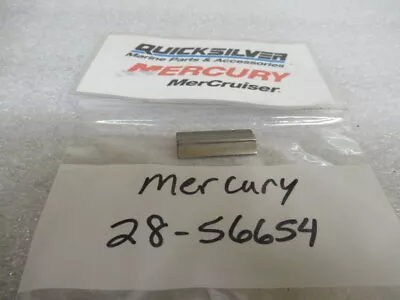 QUICKSILVER
Marine Parts & Accessories
MERCURY
MerCruiser
mercury
28-56654